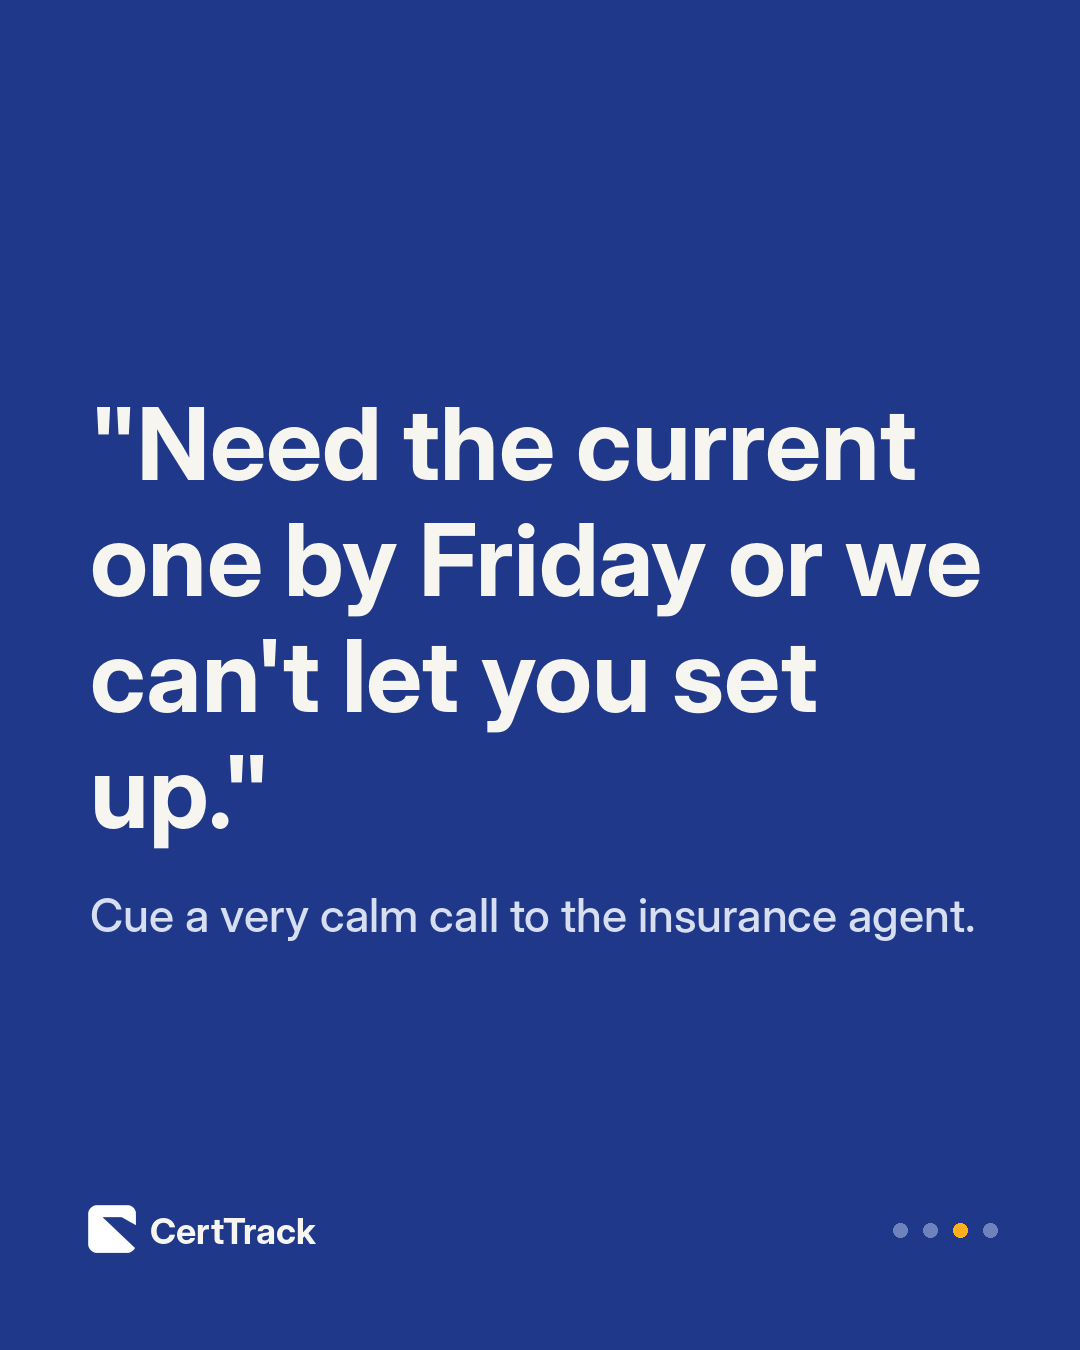 "Need the current
one by Friday or we
can't let you set
up."
Cue a very calm call to the insurance agent.
CertTrack